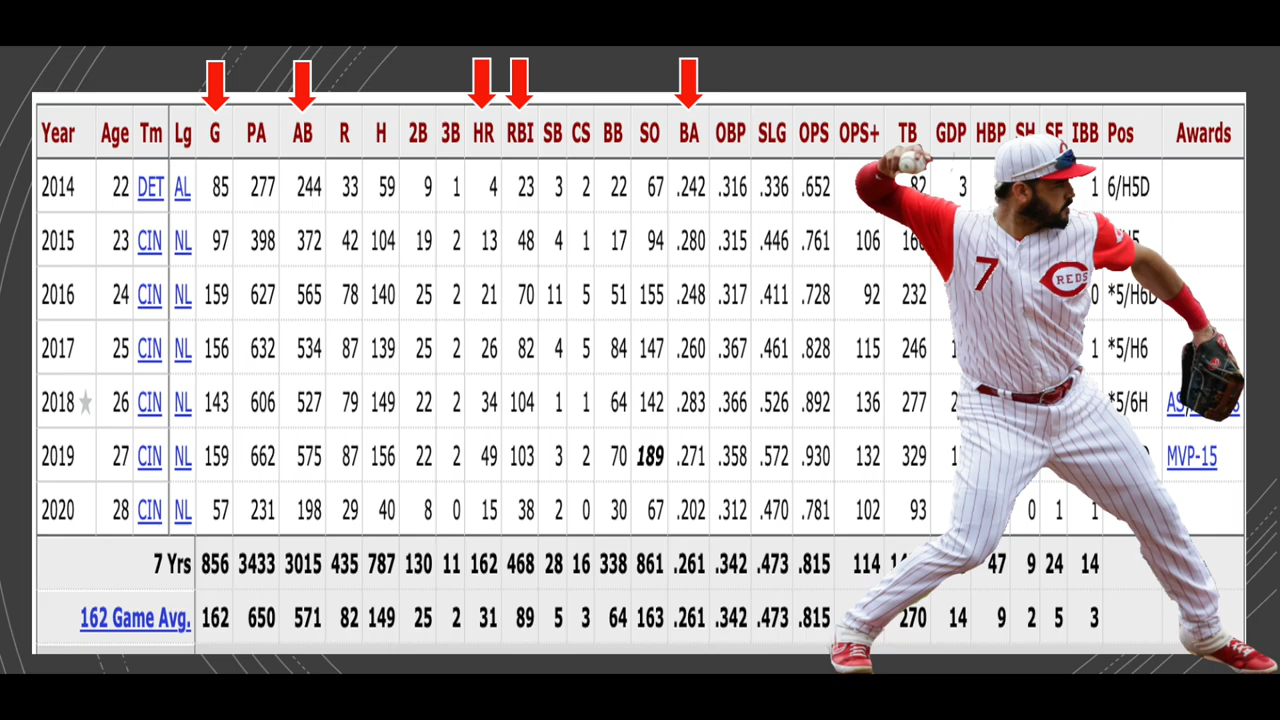 Year Age Tm Lg G PA AB R H 2B 3B HR RBI SB CS BB SO BA OBP SLG OPS OPS+ TB GDP HBP SH SF IBB Pos Awards
2014 22 DET AL 85 277 244 33 59 9 1 4 23 3 2 22 67 .242 .316 .336 .652 82 3 1 6/H5D
2015 23 CIN NL 97 398 372 42 104 19 2 13 48 4 1 17 94 .280 .315 .446 .761 106
2016 24 CIN NL 159 627 565 78 140 25 2 21 70 11 5 51 155 .248 .317 .411 .728 92 232 0 *5/H6D
2017 25 CIN NL 156 632 534 87 139 25 2 26 82 4 5 84 147 .260 .367 .461 .828 115 246 1 *5/H6
2018 26 CIN NL 143 606 527 79 149 22 2 34 104 1 1 64 142 .283 .366 .526 .892 136 277 *5/6H
2019 27 CIN NL 159 662 575 87 156 22 2 49 103 3 2 70 189 .271 .358 .572 .930 132 329 MVP-15
2020 28 CIN NL 57 231 198 29 40 8 0 15 38 2 0 30 67 .202 .312 .470 .781 102 93 0 1 1
7 Yrs 856 3433 3015 435 787 130 11 162 468 28 16 338 861 .261 .342 .473 .815 114 47 9 24 14
162 Game Avg. 162 650 571 82 149 25 2 31 89 5 3 64 163 .261 .342 .473 .815 270 14 9 2 5 3
7
REDS